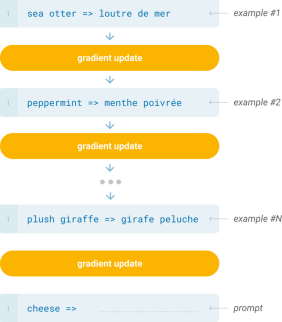 1 sea otter => loutre de mer example #1
gradient update
1 peppermint => menthe poivrée example #2
gradient update
1 plush giraffe => girafe peluche example #N
gradient update
1 cheese => prompt